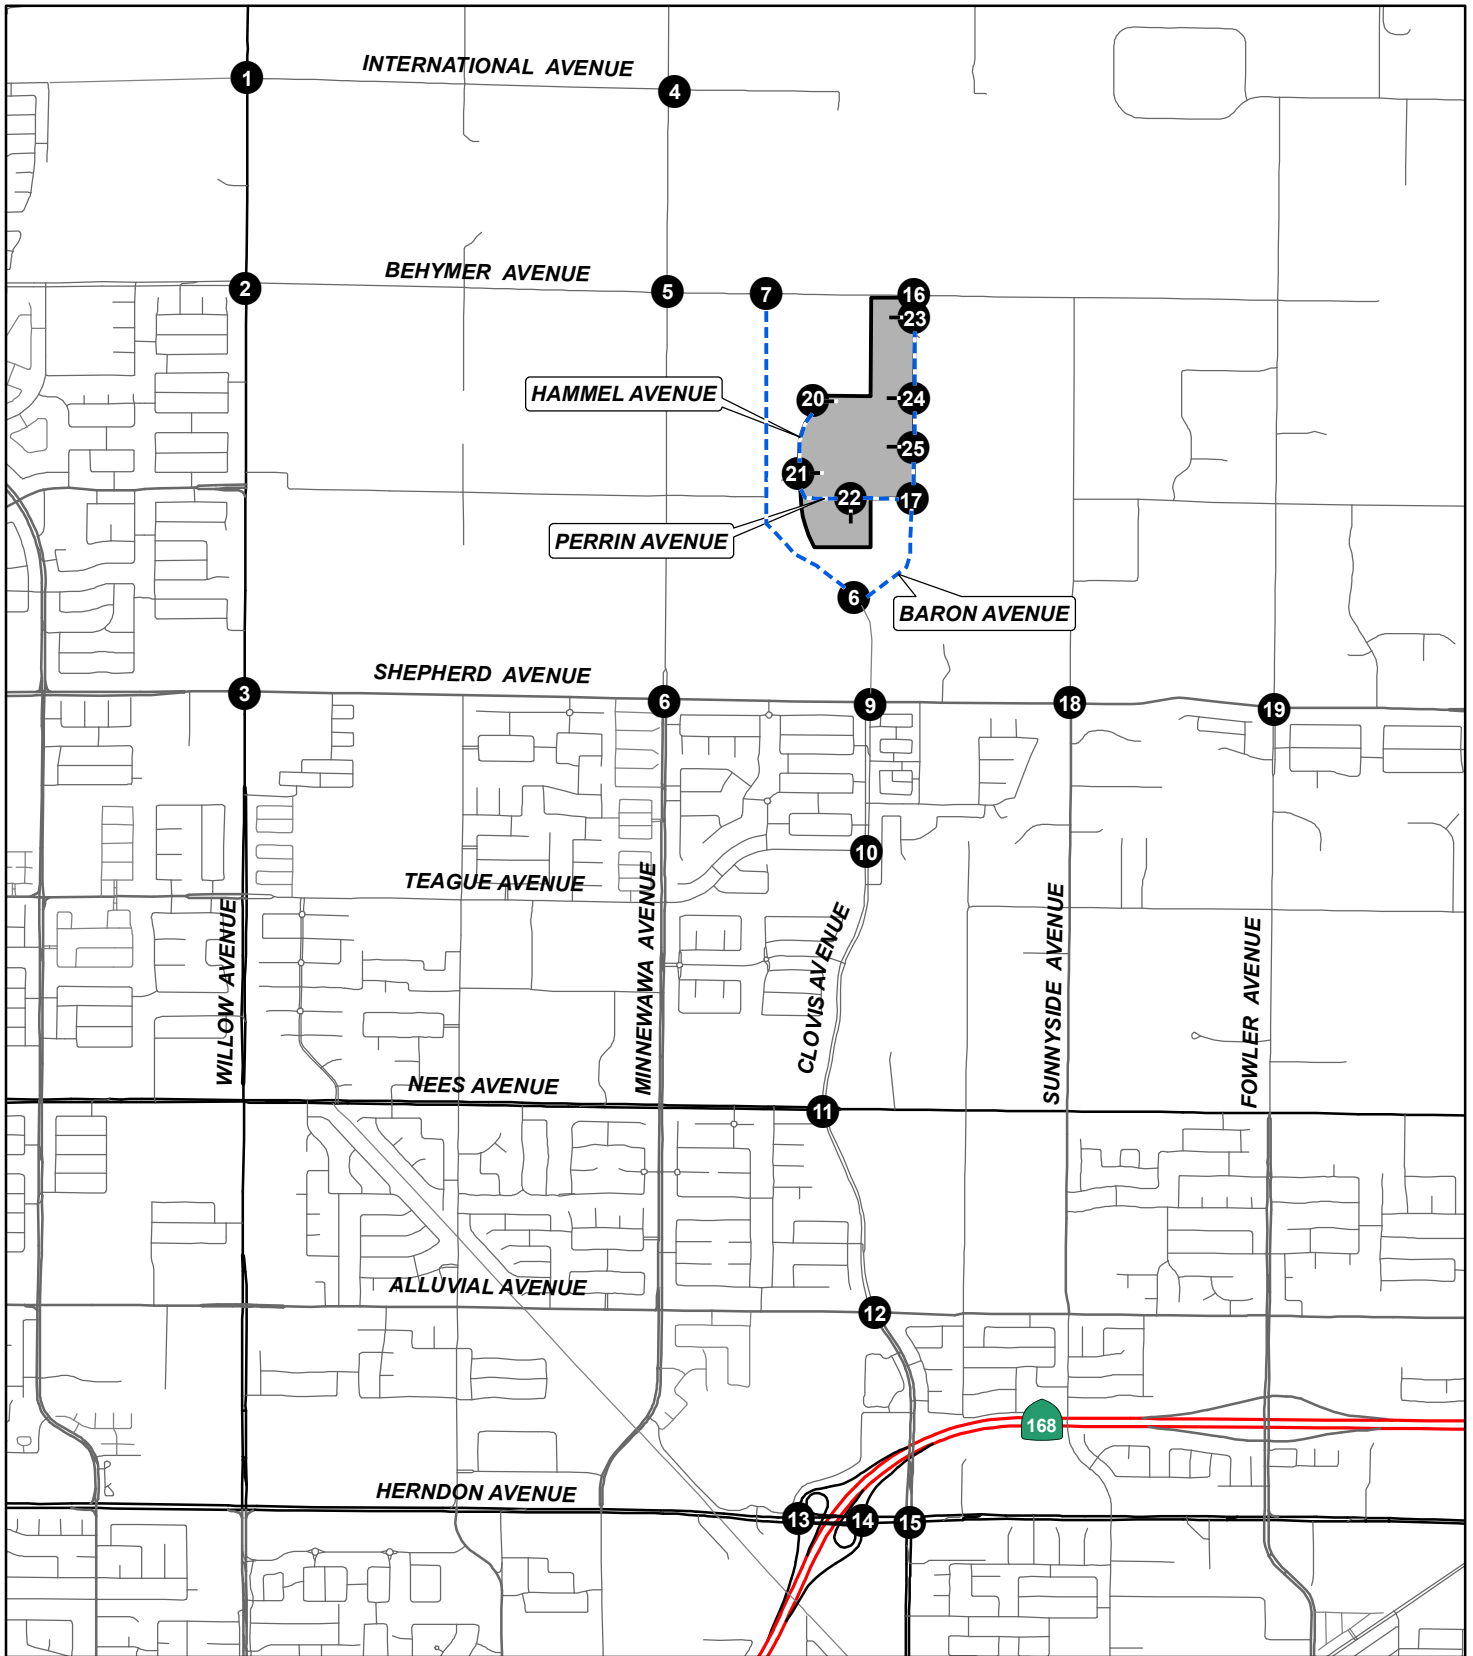 INTERNATIONAL AVENUE
1
4
BEHYMER AVENUE
2
5
7
16
23
HAMMEL AVENUE
20
24
25
21
22
17
PERRIN AVENUE
6
BARON AVENUE
SHEPHERD AVENUE
3
6
9
18
19
10
TEAGUE AVENUE
WILLOW AVENUE
MINNEWAWA AVENUE
CLOVIS AVENUE
SUNNYSIDE AVENUE
FOWLER AVENUE
NEES AVENUE
11
ALLUVIAL AVENUE
12
168
HERNDON AVENUE
13
14
15